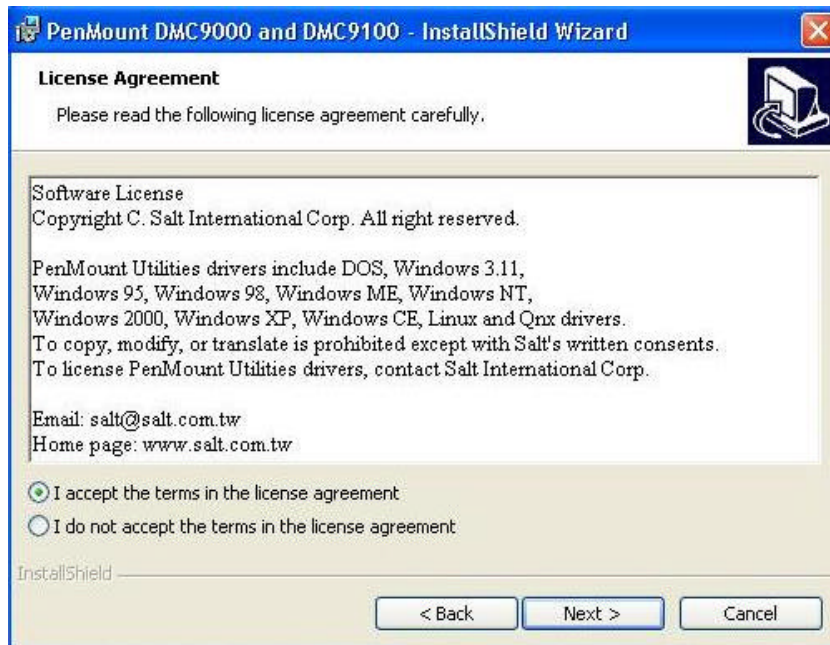 PenMount DMC9000 and DMC9100 - InstallShield Wizard
License Agreement
Please read the following license agreement carefully.
Software License
Copyright C. Salt International Corp. All right reserved.
PenMount Utilities drivers include DOS, Windows 3.11,
Windows 95, Windows 98, Windows ME, Windows NT,
Windows 2000, Windows XP, Windows CE, Linux and Qnx drivers.
To copy, modify, or translate is prohibited except with Salt's written consents.
To license PenMount Utilities drivers, contact Salt International Corp.
Email: salt@salt.com.tw
Home page: www.salt.com.tw
I accept the terms in the license agreement
I do not accept the terms in the license agreement
InstallShield
< Back Next > Cancel